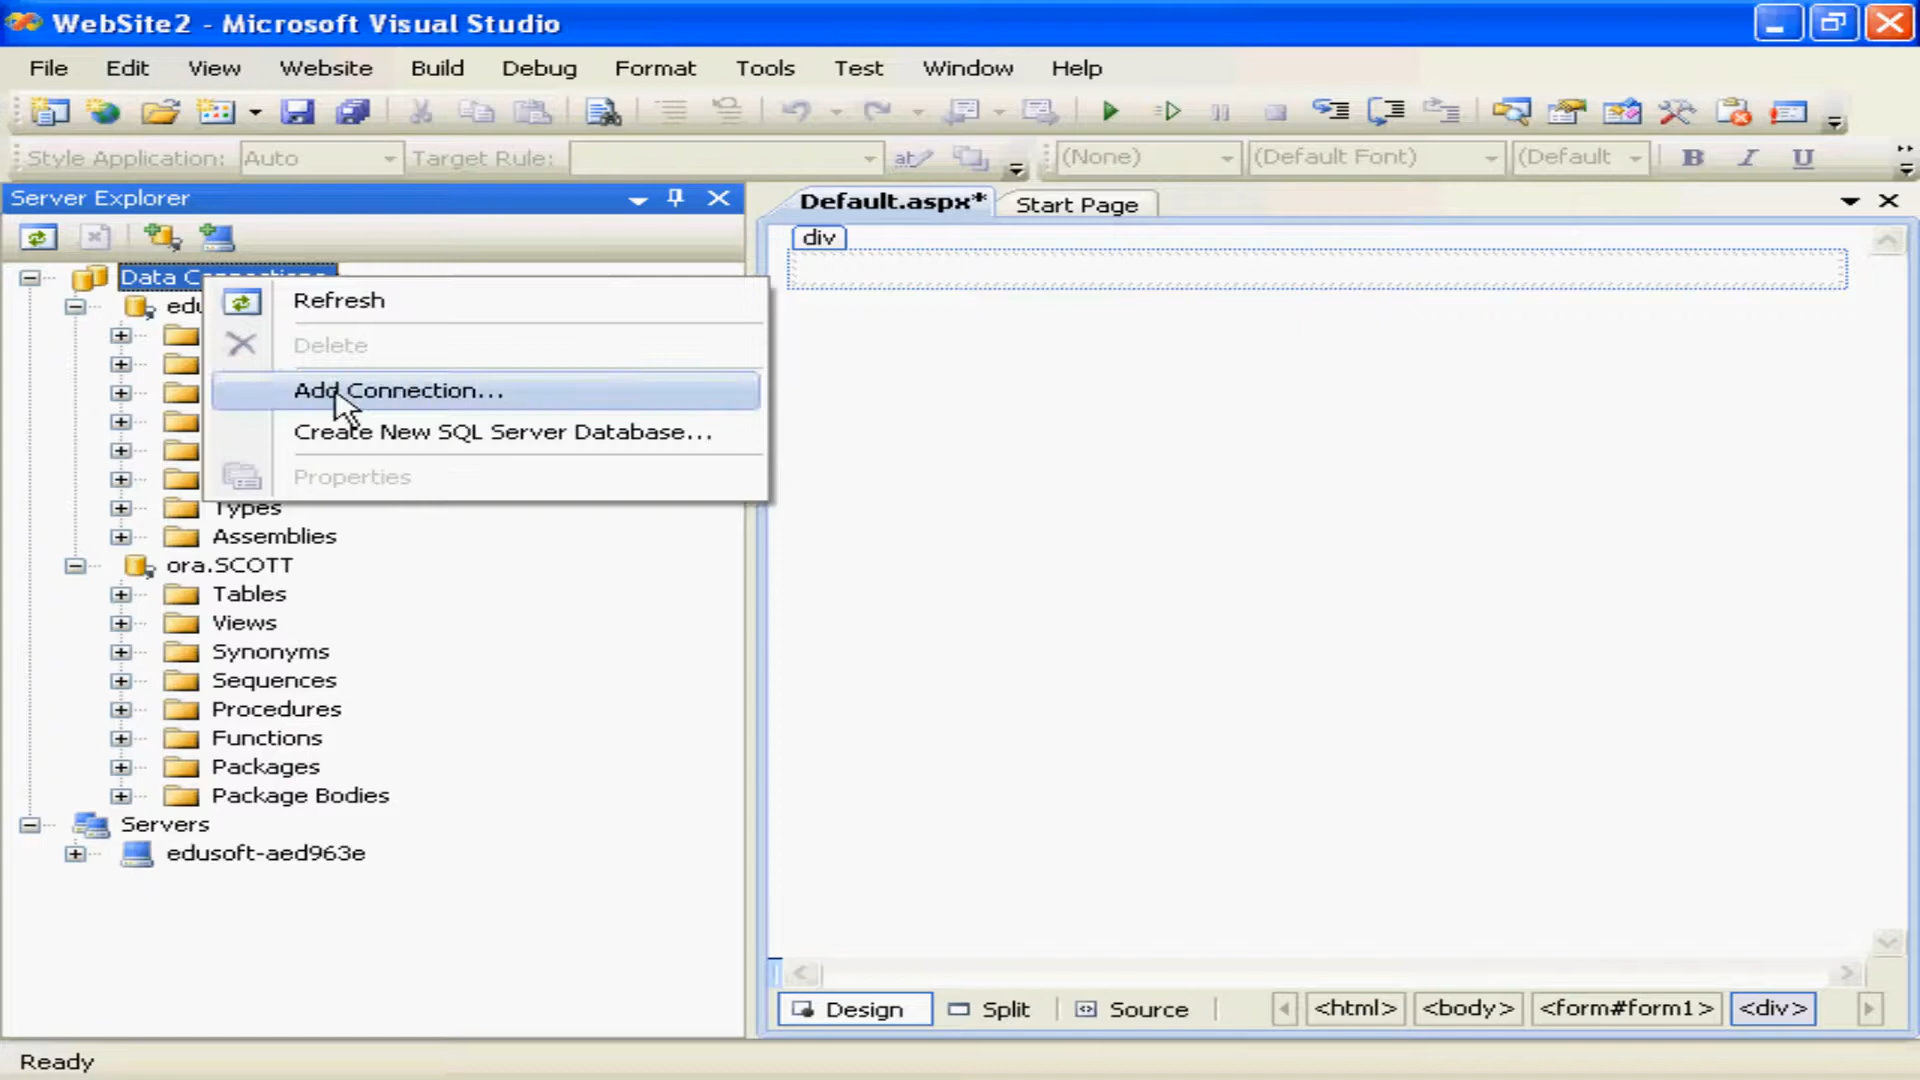 WebSite2 - Microsoft Visual Studio
File Edit View Website Build Debug Format Tools Test Window Help
Style Application: Auto Target Rule: (None) (Default Font) (Default
Server Explorer
Default.aspx* Start Page
div
Data C
edu
Refresh
Delete
Add Connection...
Create New SQL Server Database...
Properties
Types
Assemblies
ora.SCOTT
Tables
Views
Synonyms
Sequences
Procedures
Functions
Packages
Package Bodies
Servers
edusoft-aed963e
Design Split Source <html> <body> <form#form1> <div>
Ready